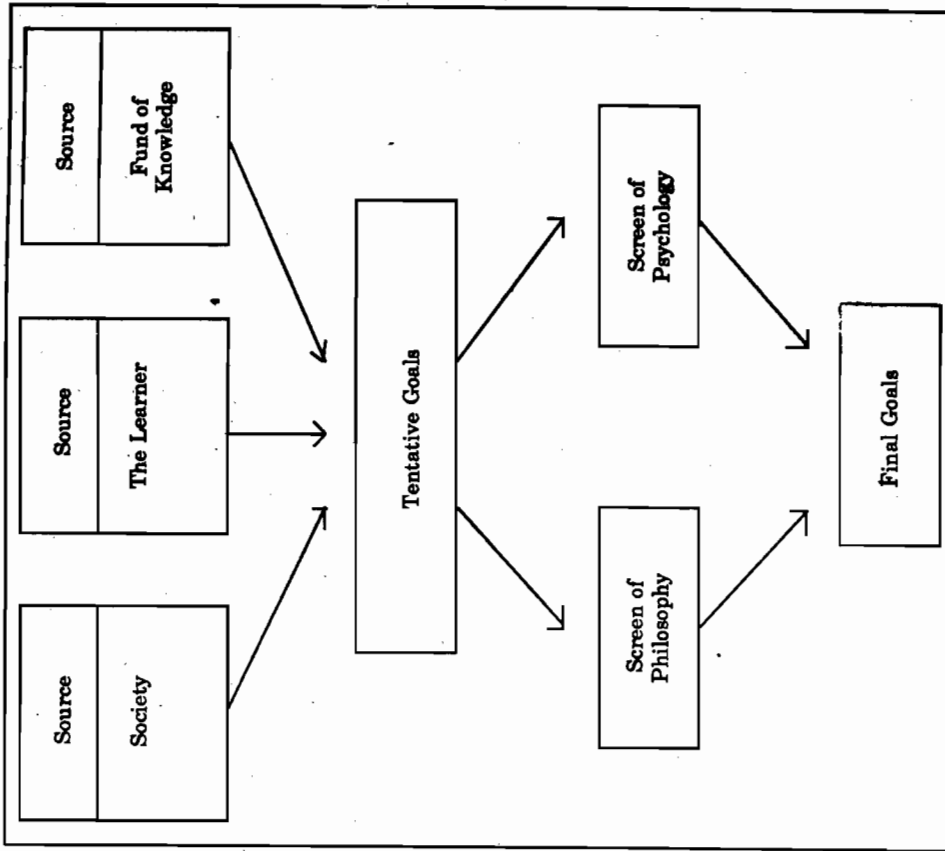 Source
Society
Source
The Learner
Source
Fund of
Knowledge
Tentative Goals
Screen of
Philosophy
Screen of
Psychology
Final Goals